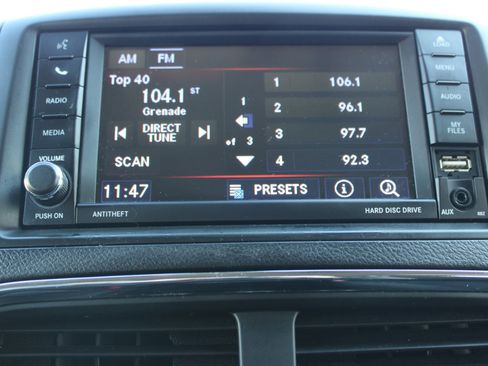 AM FM
Top 40
104.1 ST
Grenade
DIRECT
TUNE
SCAN
1
of 3
1 106.1
2 96.1
3 97.7
4 92.3
11:47 PRESETS
RADIO
MEDIA
VOLUME
PUSH ON
LOAD
MENU
AUDIO
MY
FILES
AUX
ANTITHEFT
HARD DISC DRIVE